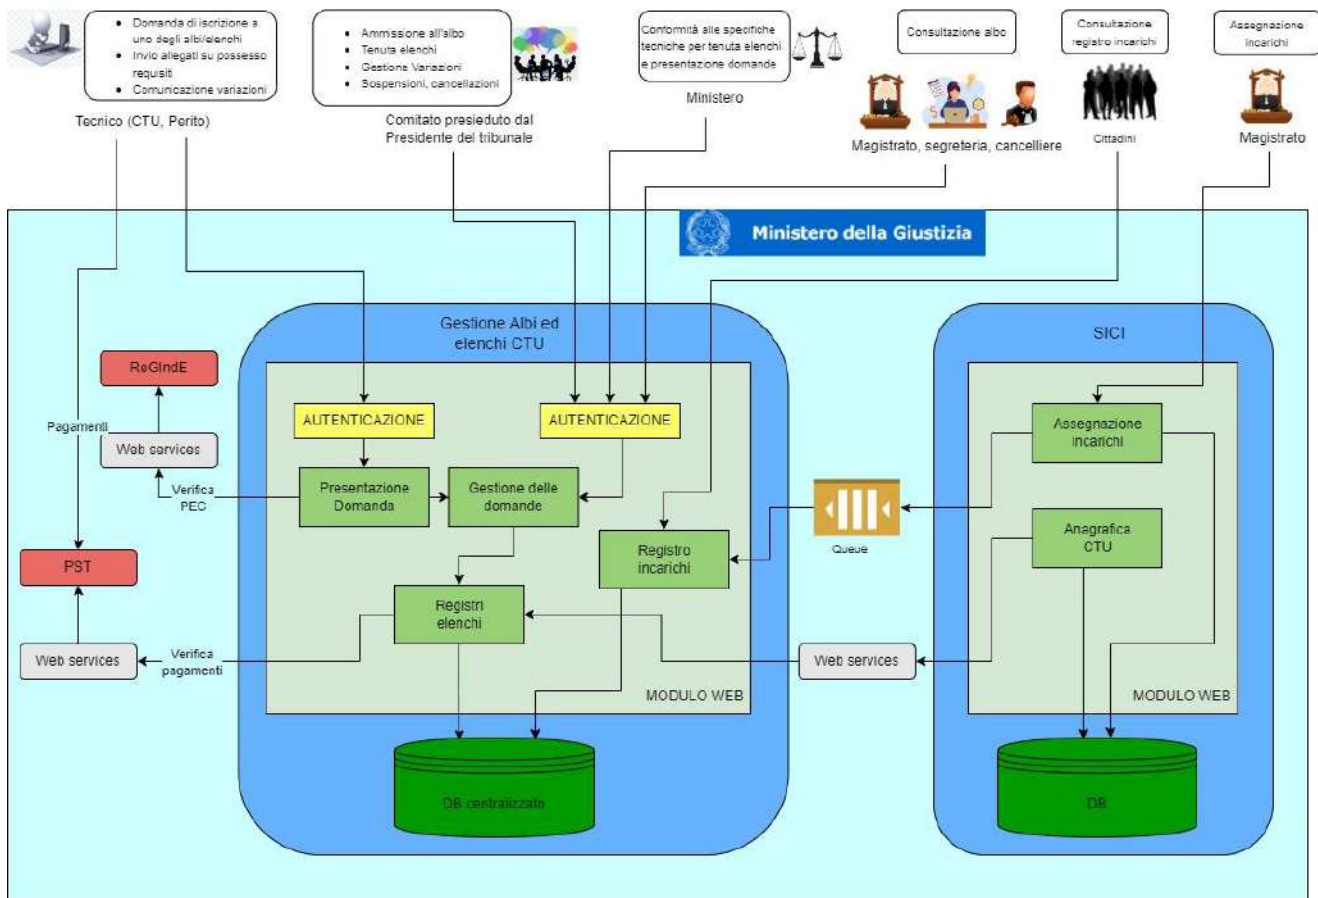 Domanda di iscrizione a
uno degli albi/elenchi
Invio allegati su possesso
requisiti
Comunicazione variazioni
Tecnico (CTU, Perito)
Ammissione all'albo
Tenuta elenchi
Gestione Variazioni
Sospensioni, cancellazioni
Comitato presieduto dal
Presidente del tribunale
Conformità alle specifiche
tecniche per tenuta elenchi
e presentazione domande
Ministero
Consultazione albo
Magistrato, segreteria, cancelliere
Consultazione
registro incarichi
Cittadini
Assegnazione
incarichi
Magistrato
Ministero della Giustizia
Gestione Albi ed
elenchi CTU
SICI
ReGIndE
Pagamenti
Web services
Verifica
PEC
AUTENTICAZIONE
AUTENTICAZIONE
Presentazione
Domanda
Gestione delle
domande
Registro
incarichi
Registri
elenchi
PST
Web services
Verifica
pagamenti
MODULO WEB
DB centralizzato
Queue
Web services
Assegnazione
incarichi
Anagrafica
CTU
MODULO WEB
DB